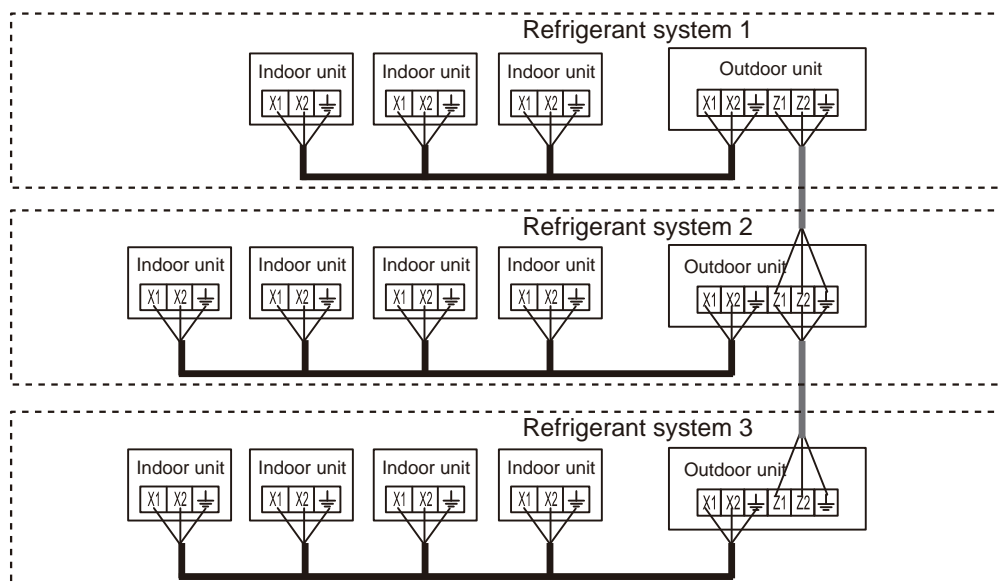 Refrigerant system 1
Indoor unit Indoor unit Indoor unit Outdoor unit
X1 X2 X1 X2 X1 X2 X1 X2 Z1 Z2
Refrigerant system 2
Indoor unit Indoor unit Indoor unit Indoor unit Outdoor unit
X1 X2 X1 X2 X1 X2 X1 X2 X1 X2 Z1 Z2
Refrigerant system 3
Indoor unit Indoor unit Indoor unit Indoor unit Outdoor unit
X1 X2 X1 X2 X1 X2 X1 X2 X1 X2 Z1 Z2